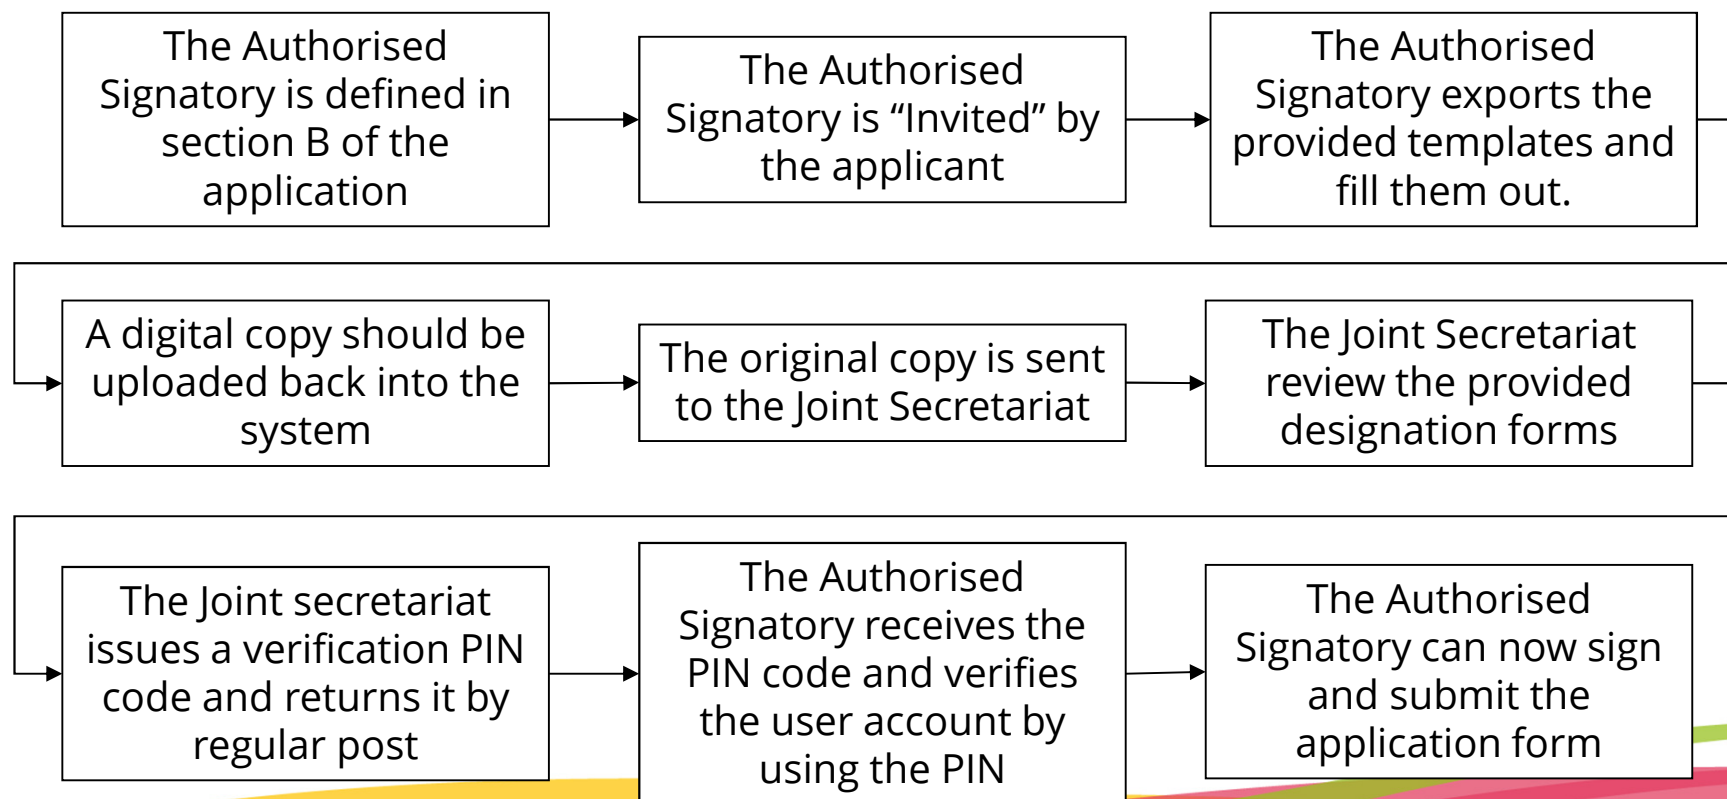 The Authorised
Signatory is defined in
section B of the
application
The Authorised
Signatory is “Invited” by
the applicant
The Authorised
Signatory exports the
provided templates and
fill them out.
A digital copy should be
uploaded back into the
system
The original copy is sent
to the Joint Secretariat
The Joint Secretariat
review the provided
designation forms
The Joint secretariat
issues a verification PIN
code and returns it by
regular post
The Authorised
Signatory receives the
PIN code and verifies
the user account by
using the PIN
The Authorised
Signatory can now sign
and submit the
application form